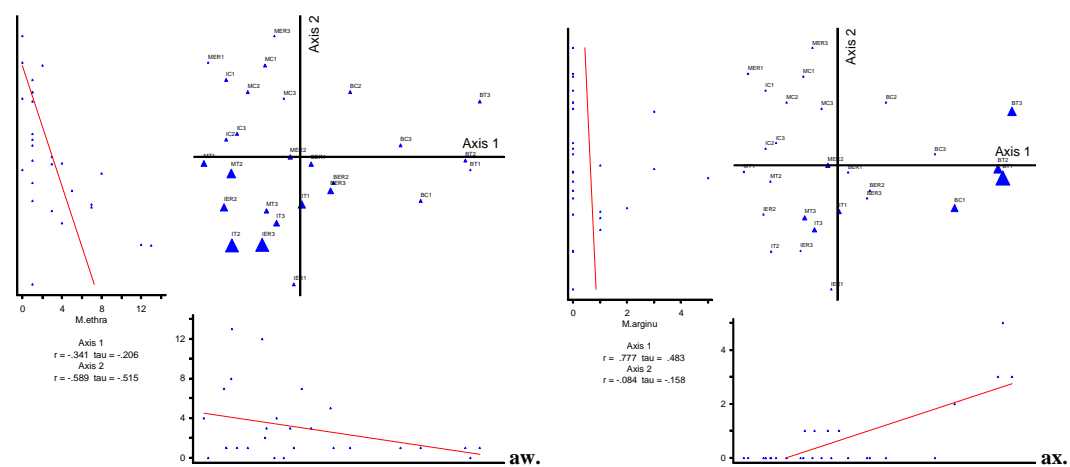 Axis 2
MER3
MER1
MC1
IC1
MC2
MC3
BC2
BT3
IC3
IC2
BC3
Axis 1
MT1
MER2
BER1
BT2
BT1
MT2
BER2
BER3
IER2
MT3
IT1
BC1
IT3
IT2
IER3
IER1
0 4 8 12
M.ethra
Axis 1
r = -.341 tau = -.206
Axis 2
r = -.589 tau = -.515
12
8
4
0
aw.
Axis 2
MER3
MER1
MC1
IC1
MC2
MC3
BC2
BT3
IC3
IC2
BC3
Axis 1
MT1
MER2
BER1
BT2
MT2
BER2
BER3
IER2
MT3
IT1
BC1
IT3
IT2
IER3
IER1
0 2 4
M.arginu
Axis 1
r = .777 tau = .483
Axis 2
r = -.084 tau = -.158
4
2
0
ax.